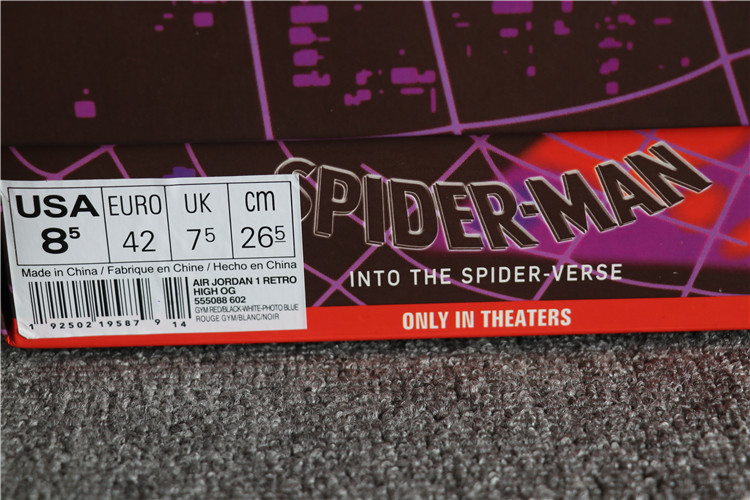 USA EURO UK cm
8⁵ 42 7⁵ 26⁵
Made in China / Fabrique en Chine / Hecho en China
AIR JORDAN 1 RETRO
HIGH OG
555088 602
GYM RED/BLACK-WHITE-PHOTO BLUE
ROUGE GYM/BLANC/NOIR
1 92502 19587 9 14
SPIDER-MAN
INTO THE SPIDER-VERSE
ONLY IN THEATERS